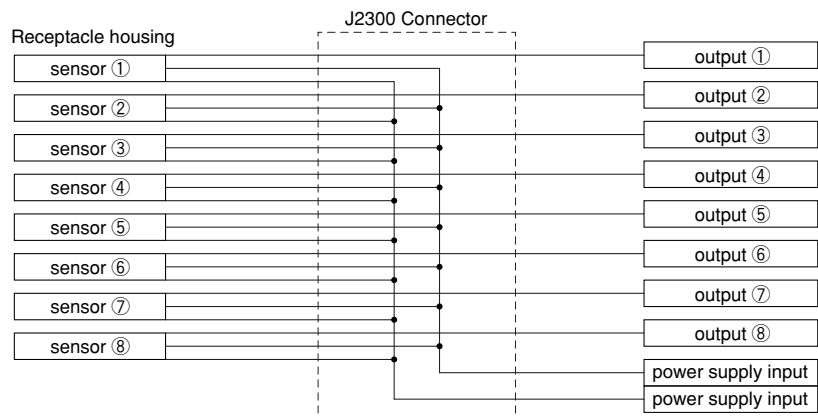 J2300 Connector
Receptacle housing
sensor ①
output ①
sensor ②
output ②
sensor ③
output ③
sensor ④
output ④
sensor ⑤
output ⑤
sensor ⑥
output ⑥
sensor ⑦
output ⑦
sensor ⑧
output ⑧
power supply input
power supply input